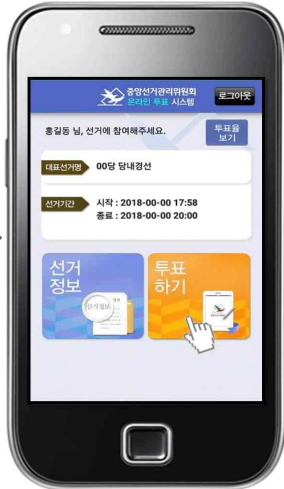 중앙선거관리위원회
온라인 투표 시스템
로그아웃
홍길동 님, 선거에 참여해주세요.
투표율
보기
대표선거명
00당 당내경선
선거기간
시작 : 2018-00-00 17:58
종료 : 2018-00-00 20:00
선거
정보
선거정보
투표
하기